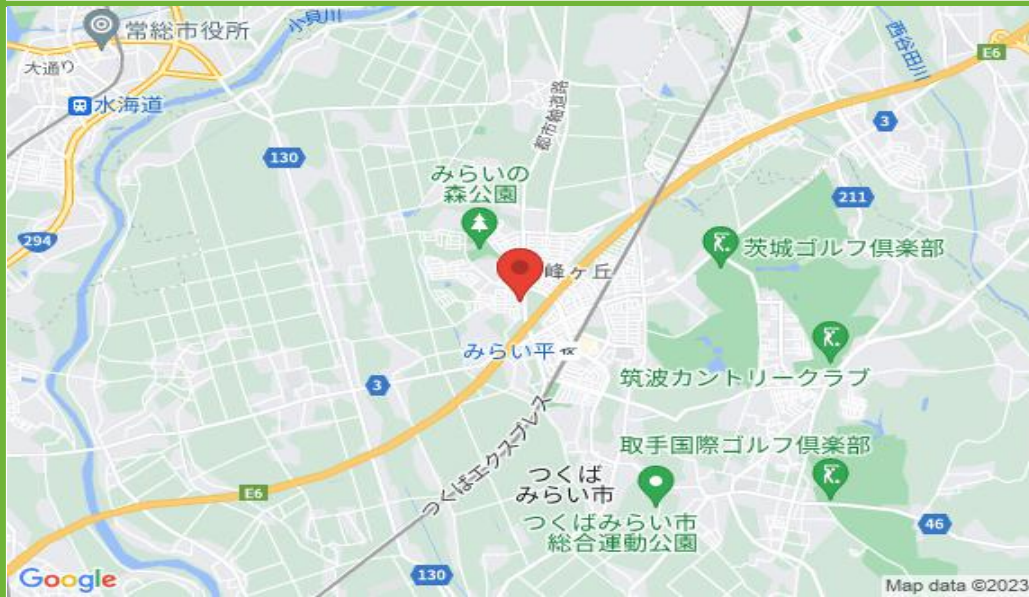 常総市役所
小貝川
大通り
水海道
都市軸道路
西谷田川
E6
3
130
みらいの
森公園
211
294
茨城ゴルフ倶楽部
峰ヶ丘
みらい平
3
筑波カントリークラブ
つくばエクスプレス
取手国際ゴルフ倶楽部
つくば
みらい市
E6
つくばみらい市
総合運動公園
46
130
Google
Map data ©2023